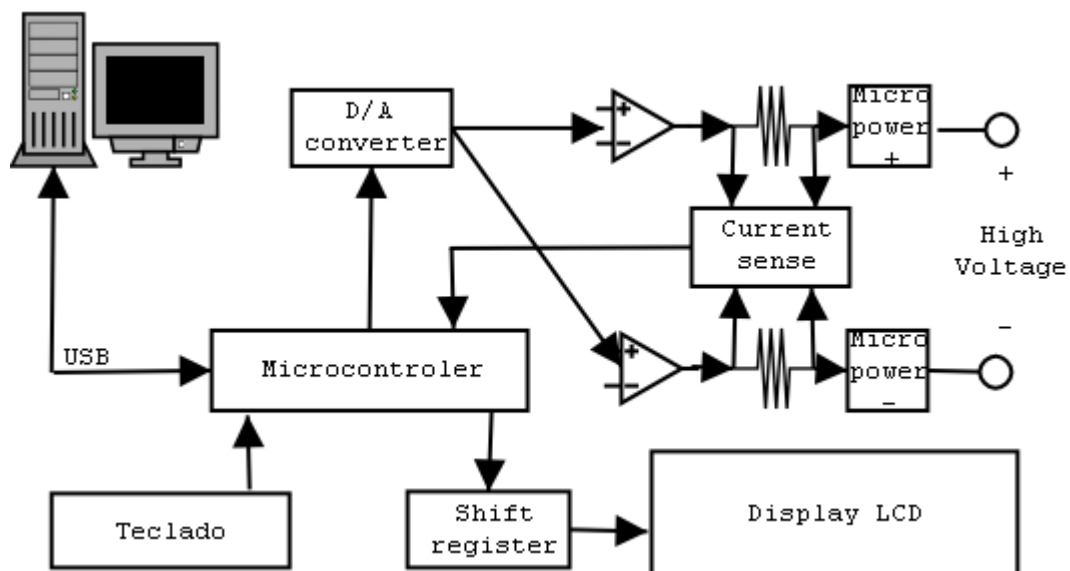 D/A
converter
Micro
power
+
+
Current
sense
High
Voltage
-
USB
Microcontroler
Micro
power
-
Teclado
Shift
register
Display LCD